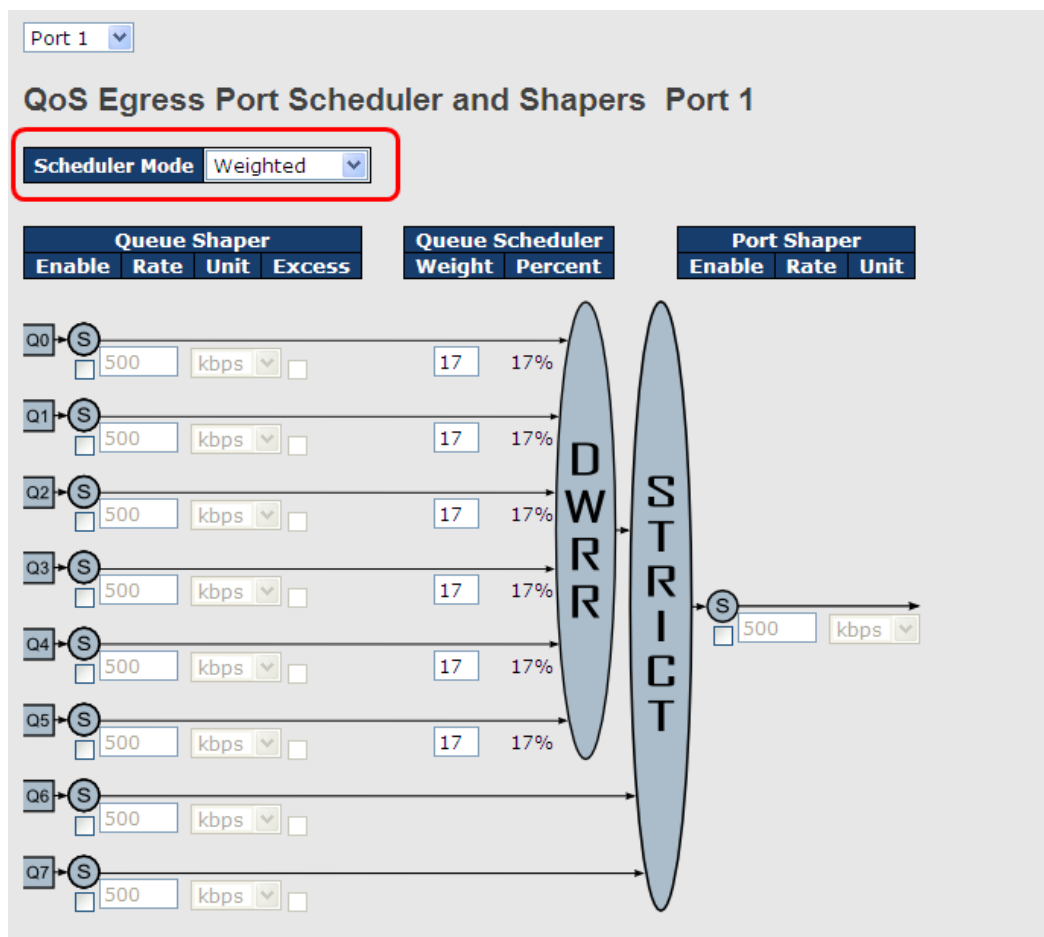 Port 1
QoS Egress Port Scheduler and Shapers Port 1
Scheduler Mode Weighted
Queue Shaper Queue Scheduler Port Shaper
Enable Rate Unit Excess Weight Percent Enable Rate Unit
Q0 S
500 kbps 17 17%
Q1 S
500 kbps 17 17%
Q2 S
500 kbps 17 17%
Q3 S
500 kbps 17 17%
Q4 S
500 kbps 17 17%
Q5 S
500 kbps 17 17%
Q6 S
500 kbps
Q7 S
500 kbps
DWRR
STRICT
S
500 kbps